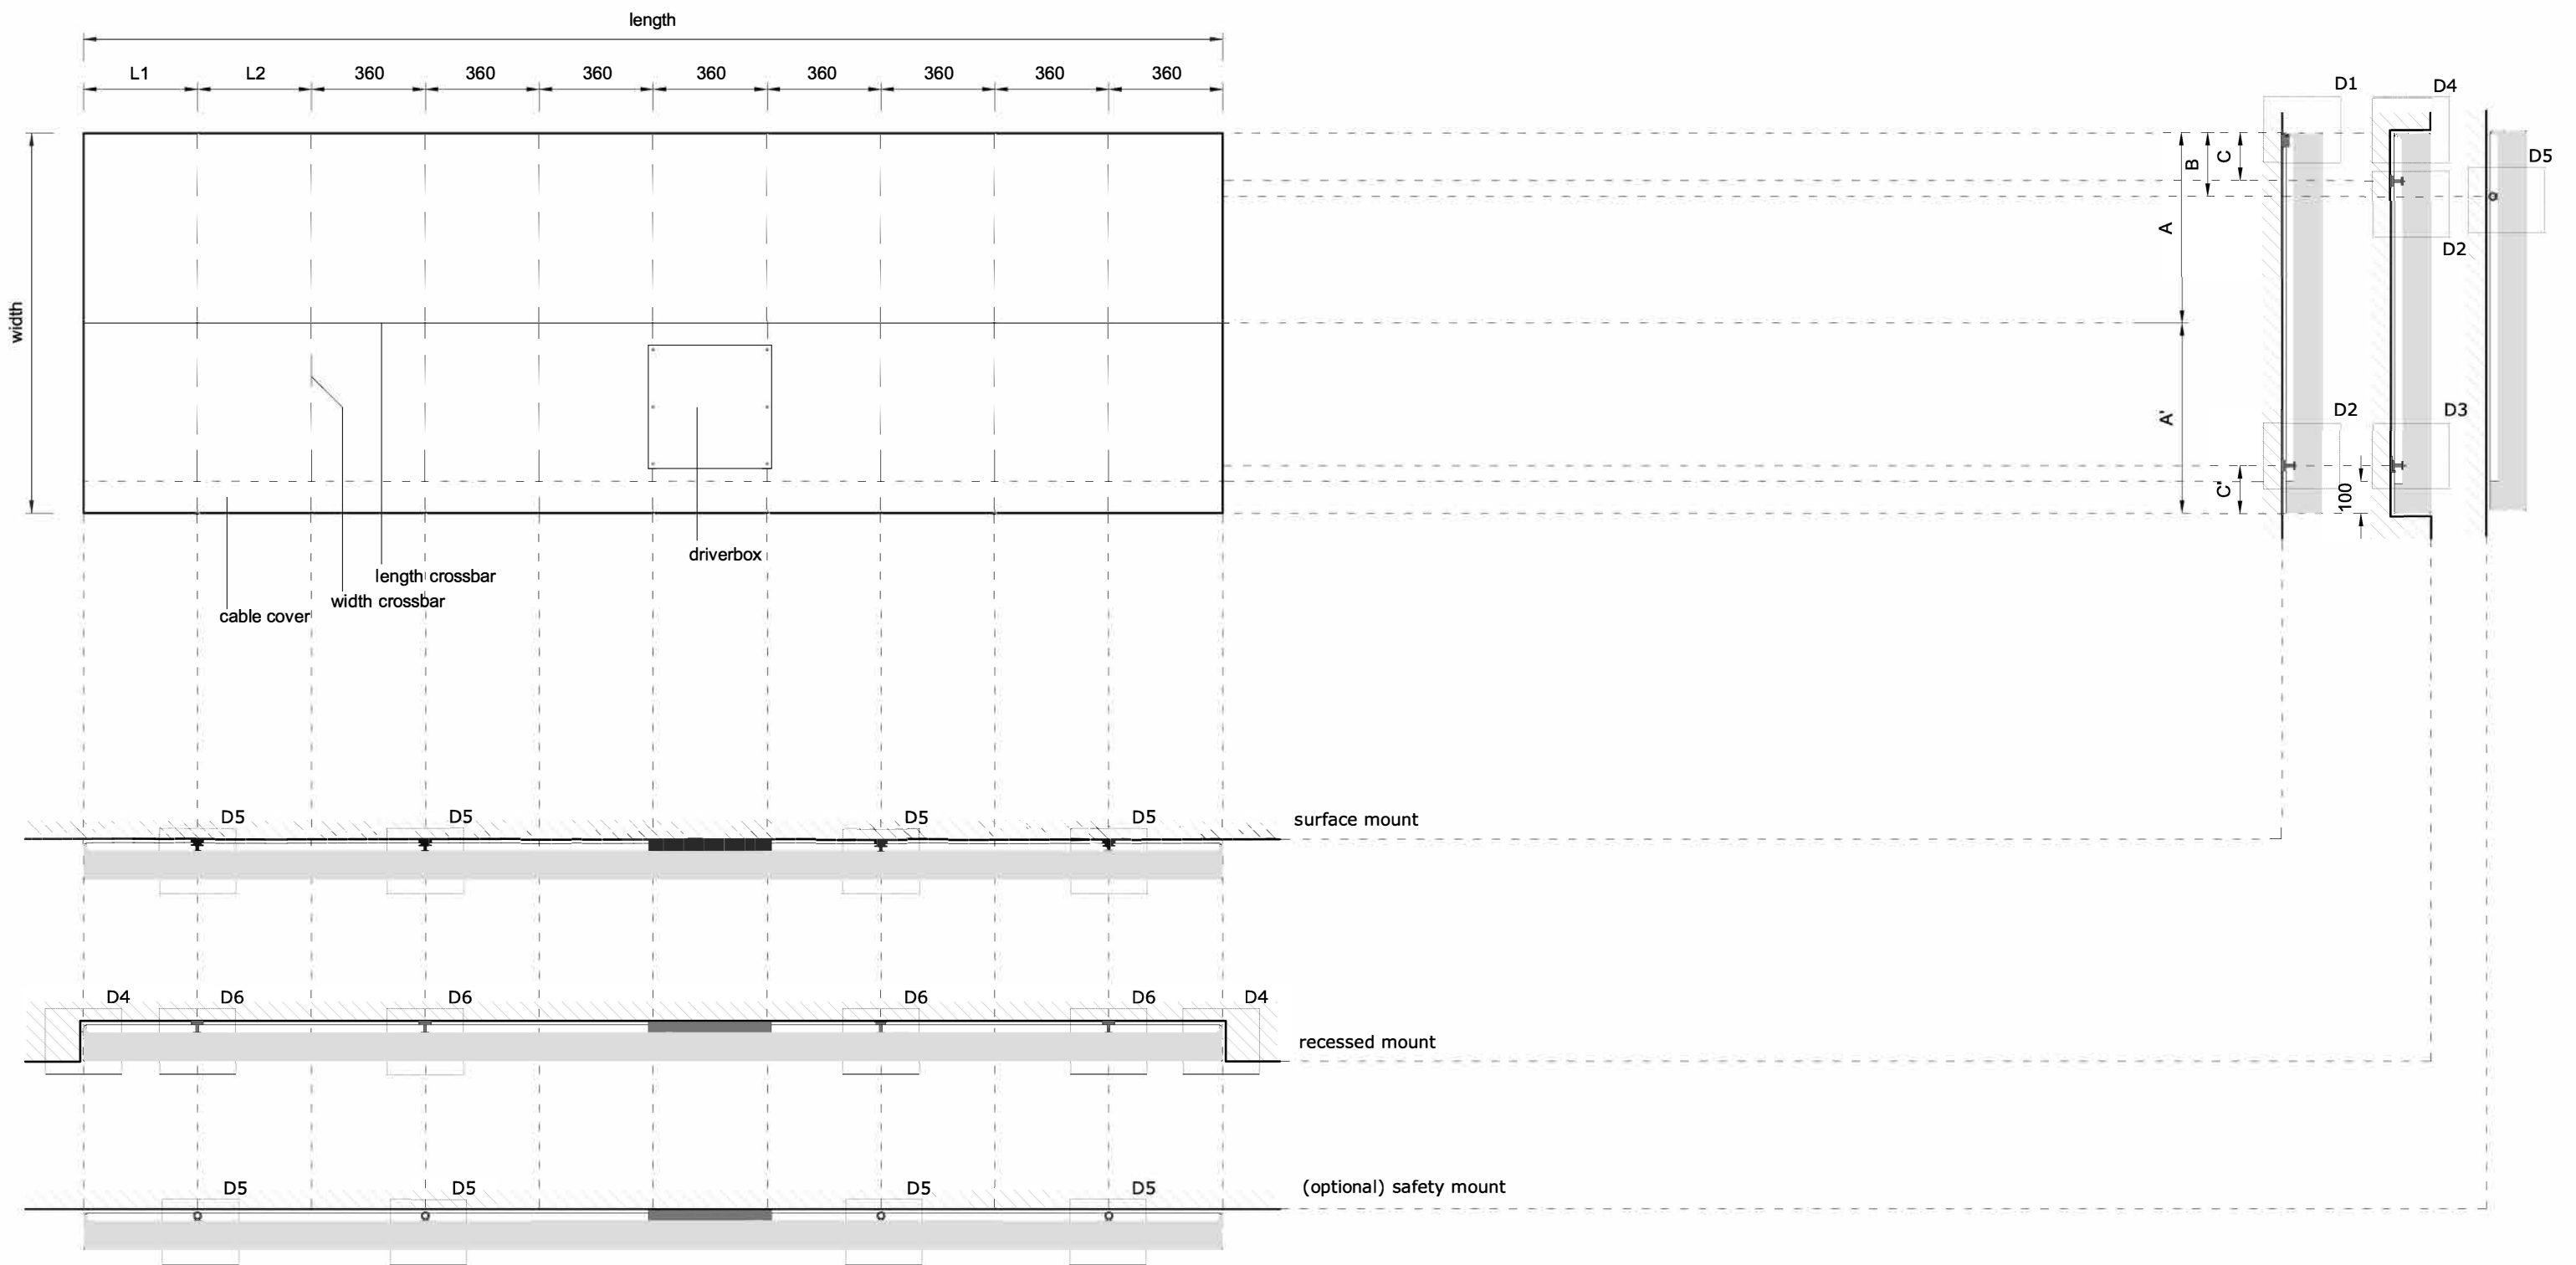 length
L1 L2 360 360 360 360 360 360 360 360
D1 D4
B C
D5
A
D2
width
A'
D2 D3
C' 100
driverbox
length crossbar
width crossbar
cable cover
D5 D5 D5 D5
surface mount
D4 D6 D6 D6 D6 D4
recessed mount
D5 D5 D5 D5
(optional) safety mount